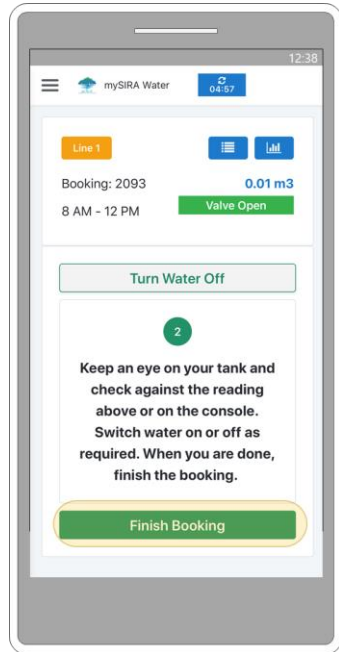 12:38
mySIRA Water
04:57
Line 1
Booking: 2093
0.01 m3
8 AM - 12 PM
Valve Open
Turn Water Off
2
Keep an eye on your tank and
check against the reading
above or on the console.
Switch water on or off as
required. When you are done,
finish the booking.
Finish Booking